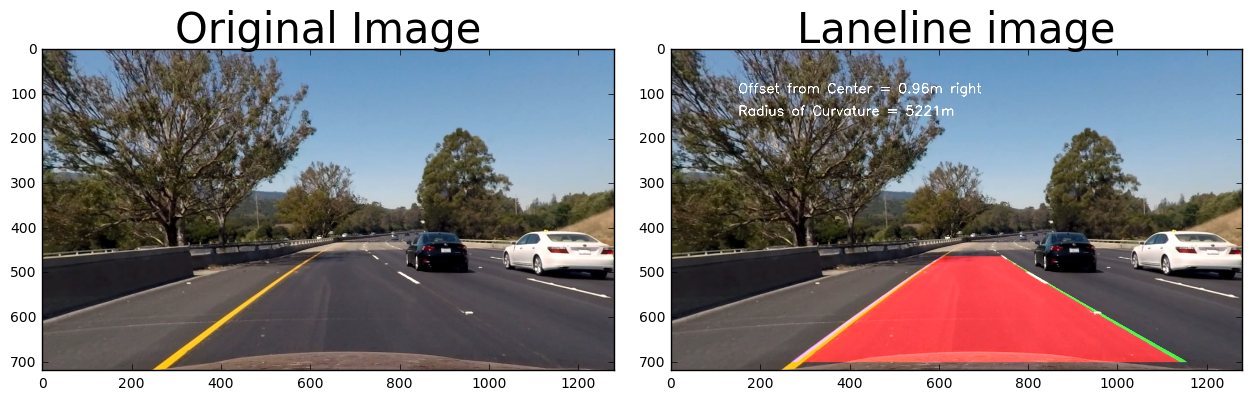 Original Image
0
100
200
300
400
500
600
700
0 200 400 600 800 1000 1200
Laneline image
Offset from Center = 0.96m right
Radius of Curvature = 5221m
0
100
200
300
400
500
600
700
0 200 400 600 800 1000 1200